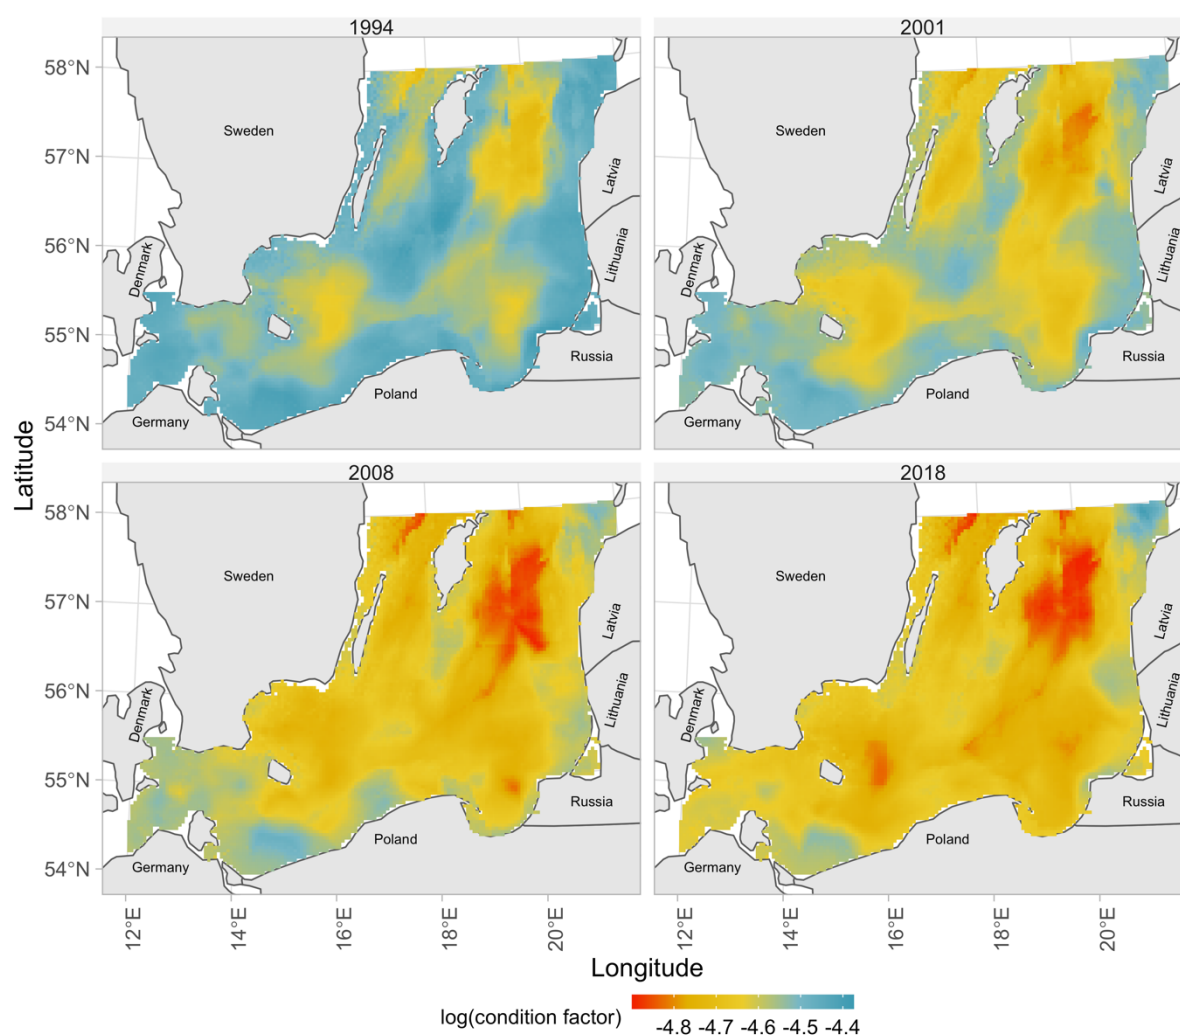 1994
2001
58°N
57°N
56°N
55°N
54°N
Sweden
Denmark
Germany
Poland
Russia
Lithuania
Latvia
Sweden
Denmark
Germany
Poland
Russia
Lithuania
Latvia
Latitude
2008
2018
58°N
57°N
56°N
55°N
54°N
Sweden
Denmark
Germany
Poland
Russia
Lithuania
Latvia
Sweden
Denmark
Germany
Poland
Russia
Lithuania
Latvia
12°E 14°E 16°E 18°E 20°E
12°E 14°E 16°E 18°E 20°E
Longitude
log(condition factor)
-4.8 -4.7 -4.6 -4.5 -4.4